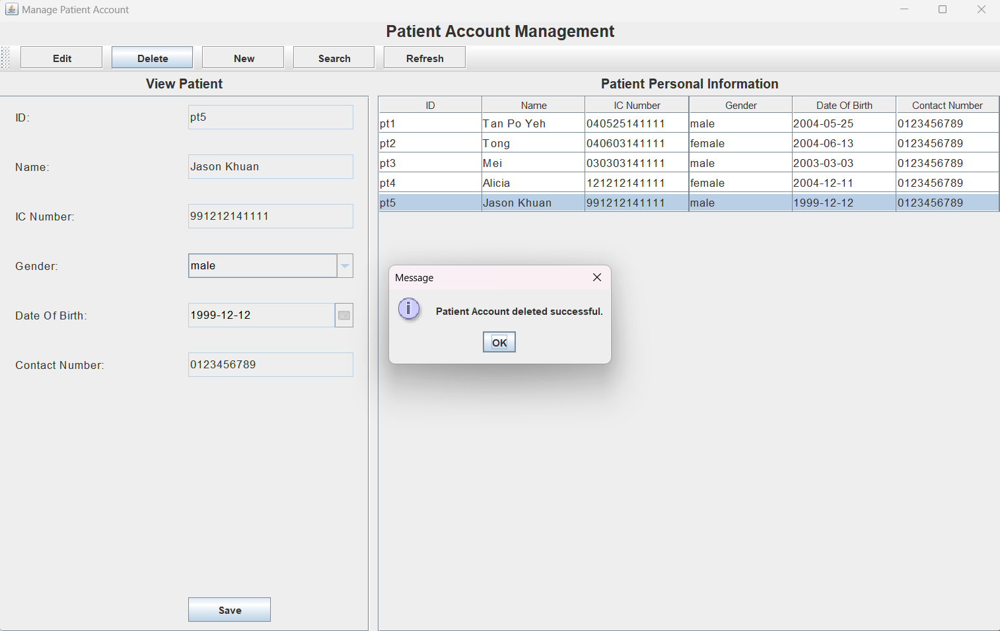 Manage Patient Account
Patient Account Management
Edit Delete New Search Refresh
View Patient
ID: pt5
Name: Jason Khuan
IC Number: 991212141111
Gender: male
Date Of Birth: 1999-12-12
Contact Number: 0123456789
Save
Patient Personal Information
ID Name IC Number Gender Date Of Birth Contact Number
pt1 Tan Po Yeh 040525141111 male 2004-05-25 0123456789
pt2 Tong 040603141111 female 2004-06-13 0123456789
pt3 Mei 030303141111 male 2003-03-03 0123456789
pt4 Alicia 121212141111 female 2004-12-11 0123456789
pt5 Jason Khuan 991212141111 male 1999-12-12 0123456789
Message
Patient Account deleted successful.
OK